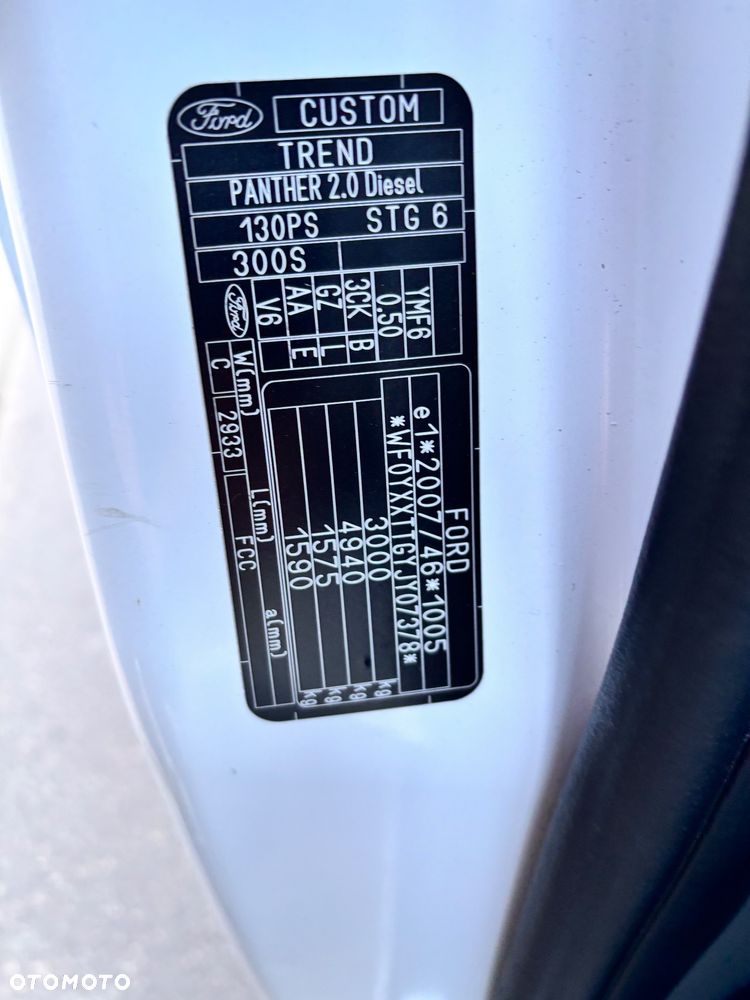 Ford CUSTOM
TREND
PANTHER 2.0 Diesel
130PS STG 6
300S
YMF6
0.50
3CK B
GZ L
AA E
V6
Ford
FORD
e1*2007/46*1005
*WF0YXXTTGYJY07378*
3000 kg
4940 kg
1575 kg
1590 kg
W(mm) L(mm) a(mm)
C 2933 FCC
OTOMOTO